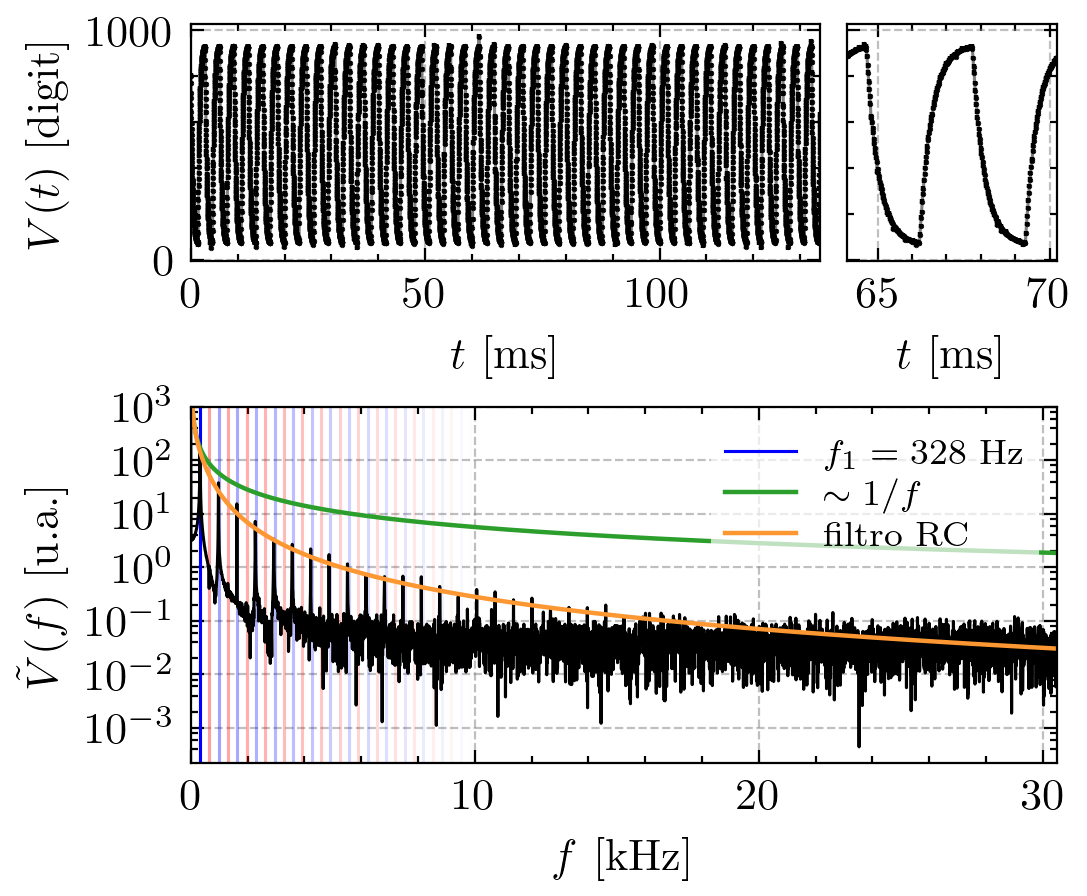 V(t) [digit]
1000
0
0 50 100
65 70
t [ms]
t [ms]
Ṽ(f) [u.a.]
10³
10²
10¹
10⁰
10⁻¹
10⁻²
10⁻³
f₁ = 328 Hz
~ 1/f
filtro RC
0 10 20 30
f [kHz]